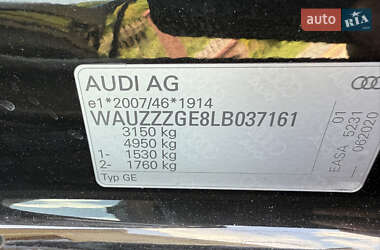 auto RIA
AUDI AG
e1*2007/46*1914
WAUZZZGE8LB037161
3150 kg
4950 kg
1- 1530 kg
2- 1760 kg
Typ GE
EASA 5231 01
062020